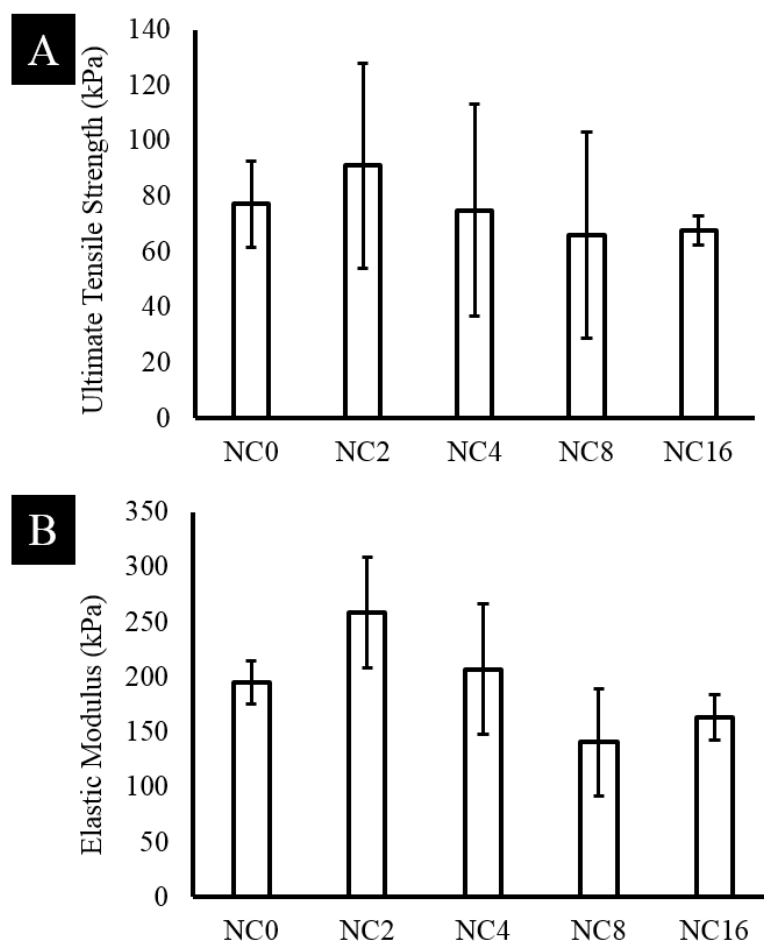 A
Ultimate Tensile Strength (kPa)
140
120
100
80
60
40
20
0
NC0 NC2 NC4 NC8 NC16
B
Elastic Modulus (kPa)
350
300
250
200
150
100
50
0
NC0 NC2 NC4 NC8 NC16